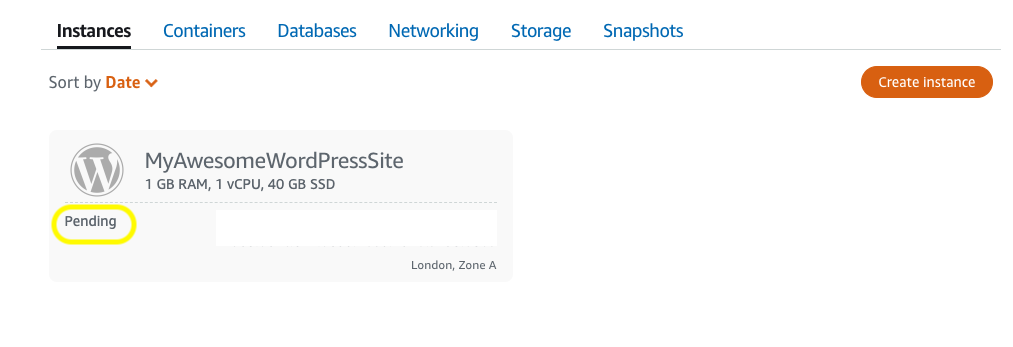 Instances Containers Databases Networking Storage Snapshots
Sort by Date
Create instance
MyAwesomeWordPressSite
1 GB RAM, 1 vCPU, 40 GB SSD
Pending
London, Zone A